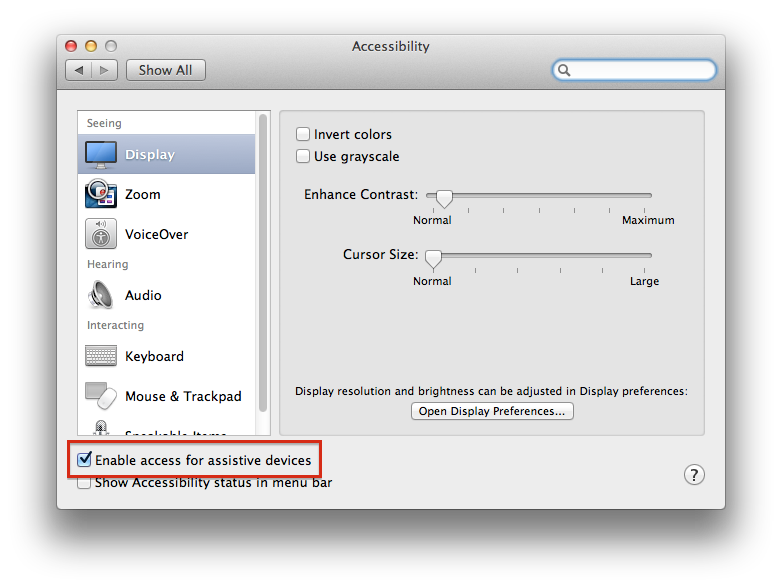 Accessibility
Show All
Seeing
Display
Zoom
VoiceOver
Hearing
Audio
Interacting
Keyboard
Mouse & Trackpad
Speakable Items
Invert colors
Use grayscale
Enhance Contrast:
Normal Maximum
Cursor Size:
Normal Large
Display resolution and brightness can be adjusted in Display preferences:
Open Display Preferences...
Enable access for assistive devices
Show Accessibility status in menu bar
?